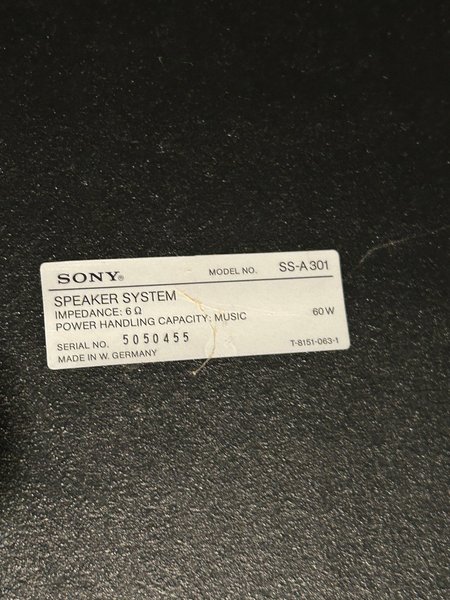 SONY® MODEL NO. SS-A301
SPEAKER SYSTEM
IMPEDANCE: 6 Ω
POWER HANDLING CAPACITY: MUSIC 60 W
SERIAL NO. 5050455 T-8151-063-1
MADE IN W. GERMANY